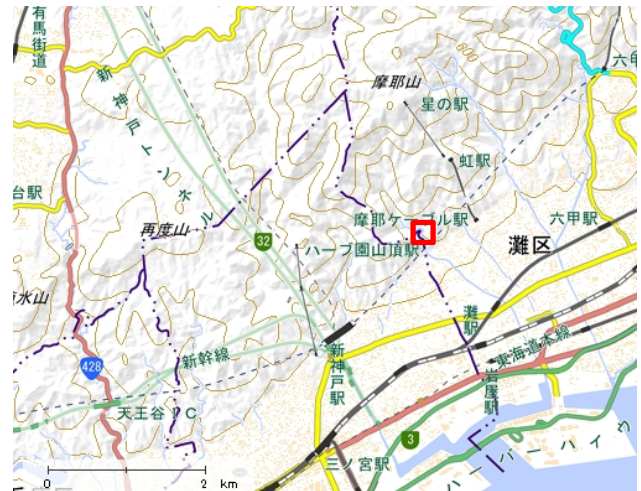 有馬街道
新神戸トンネル
600
摩耶山
星の駅
六甲
虹駅
台駅
摩耶ケーブル駅
六甲駅
再度山
32
ハーブ園山頂駅
灘区
水山
灘駅
新幹線
新神戸駅
東海道本線
428
岩屋駅
天王谷IC
3
三ノ宮駅
ハーバーハイウ
0
2
km